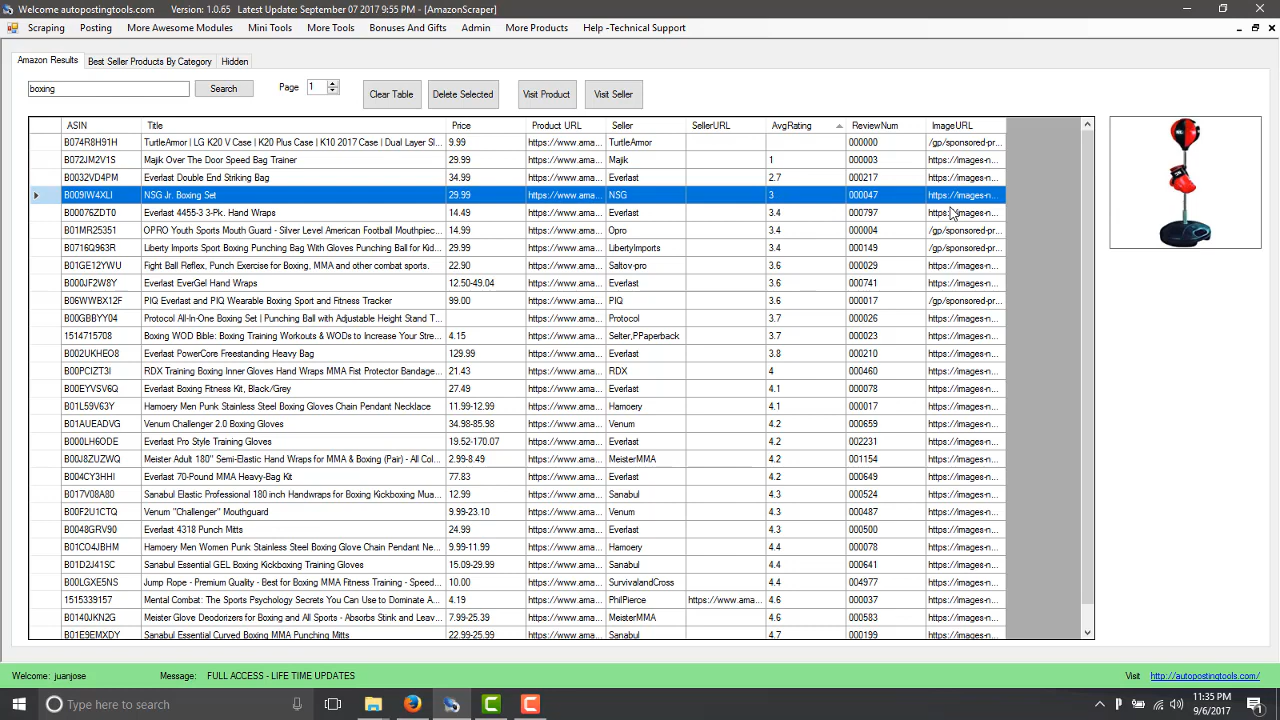 Welcome autopostingtools.com Version: 1.0.65 Latest Update: September 07 2017 9:55 PM - [AmazonScraper]
Scraping Posting More Awesome Modules Mini Tools More Tools Bonuses And Gifts Admin More Products Help -Technical Support
Amazon Results Best Seller Products By Category Hidden
boxing Search Page 1 Clear Table Delete Selected Visit Product Visit Seller
ASIN Title Price Product URL Seller SellerURL AvgRating ReviewNum ImageURL
B074R8H91H TurtleArmor | LG K20 V Case | K20 Plus Case | K10 2017 Case | Dual Layer Sl... 9.99 https://www.ama... TurtleArmor 000000 /gp/sponsored-pr...
B072JM2V1S Majik Over The Door Speed Bag Trainer 29.99 https://www.ama... Majik 1 000003 https://images-n...
B0032VD4PM Everlast Double End Striking Bag 34.99 https://www.ama... Everlast 2.7 000217 https://images-n...
B009IW4XLI NSG Jr. Boxing Set 29.99 https://www.ama... NSG 3 000047 https://images-n...
B00076ZDT0 Everlast 4455-3 3-Pk. Hand Wraps 14.49 https://www.ama... Everlast 3.4 000797 https://images-n...
B01MR25351 OPRO Youth Sports Mouth Guard - Silver Level American Football Mouthpiec... 14.99 https://www.ama... Opro 3.4 000004 /gp/sponsored-pr...
B0716Q963R Liberty Imports Sport Boxing Punching Bag With Gloves Punching Ball for Kid... 29.99 https://www.ama... LibertyImports 3.4 000149 /gp/sponsored-pr...
B01GE12YWU Fight Ball Reflex, Punch Exercise for Boxing, MMA and other combat sports. 22.90 https://www.ama... Saltov-pro 3.6 000029 https://images-n...
B000JF2W8Y Everlast EverGel Hand Wraps 12.50-49.04 https://www.ama... Everlast 3.6 000741 https://images-n...
B06WWBX12F PIQ Everlast and PIQ Wearable Boxing Sport and Fitness Tracker 99.00 https://www.ama... PIQ 3.6 000017 /gp/sponsored-pr...
B00GBBYY04 Protocol All-In-One Boxing Set | Punching Ball with Adjustable Height Stand T... https://www.ama... Protocol 3.7 000026 https://images-n...
1514715708 Boxing WOD Bible: Boxing Training Workouts & WODs to Increase Your Stre... 4.15 https://www.ama... Selter,PPaperback 3.7 000023 https://images-n...
B002UKHEO8 Everlast PowerCore Freestanding Heavy Bag 129.99 https://www.ama... Everlast 3.8 000210 https://images-n...
B00PCIZT3I RDX Training Boxing Inner Gloves Hand Wraps MMA Fist Protector Bandage... 21.43 https://www.ama... RDX 4 000460 https://images-n...
B00EYVSV6Q Everlast Boxing Fitness Kit, Black/Grey 27.49 https://www.ama... Everlast 4.1 000078 https://images-n...
B01L59V63Y Hamoery Men Punk Stainless Steel Boxing Gloves Chain Pendant Necklace 11.99-12.99 https://www.ama... Hamoery 4.1 000017 https://images-n...
B01AUEADVG Venum Challenger 2.0 Boxing Gloves 34.98-85.98 https://www.ama... Venum 4.2 000659 https://images-n...
B000LH6ODE Everlast Pro Style Training Gloves 19.52-170.07 https://www.ama... Everlast 4.2 002231 https://images-n...
B00J8ZUZWQ Meister Adult 180" Semi-Elastic Hand Wraps for MMA & Boxing (Pair) - All Col... 2.99-8.49 https://www.ama... MeisterMMA 4.2 001154 https://images-n...
B004CY3HHI Everlast 70-Pound MMA Heavy-Bag Kit 77.83 https://www.ama... Everlast 4.2 000649 https://images-n...
B017V08A80 Sanabul Elastic Professional 180 inch Handwraps for Boxing Kickboxing Mua... 12.99 https://www.ama... Sanabul 4.3 000524 https://images-n...
B00F2U1CTQ Venum "Challenger" Mouthguard 9.99-23.10 https://www.ama... Venum 4.3 000487 https://images-n...
B0048GRV90 Everlast 4318 Punch Mitts 24.99 https://www.ama... Everlast 4.3 000500 https://images-n...
B01CO4JBHM Hamoery Men Women Punk Stainless Steel Boxing Glove Chain Pendant Ne... 9.99-11.99 https://www.ama... Hamoery 4.4 000078 https://images-n...
B01D2J41SC Sanabul Essential GEL Boxing Kickboxing Training Gloves 15.09-29.99 https://www.ama... Sanabul 4.4 000641 https://images-n...
B00LGXE5NS Jump Rope - Premium Quality - Best for Boxing MMA Fitness Training - Speed... 10.00 https://www.ama... SurvivalandCross 4.4 004977 https://images-n...
1515339157 Mental Combat: The Sports Psychology Secrets You Can Use to Dominate A... 4.19 https://www.ama... PhilPierce https://www.ama... 4.6 000037 https://images-n...
B0140JKN2G Meister Glove Deodorizers for Boxing and All Sports - Absorbs Stink and Leav... 7.99-25.39 https://www.ama... MeisterMMA 4.6 000583 https://images-n...
B01E9EMXDY Sanabul Essential Curved Boxing MMA Punching Mitts 22.99-25.99 https://www.ama... Sanabul 4.7 000199 https://images-n...
Welcome: juanjose Message: FULL ACCESS - LIFE TIME UPDATES Visit http://autopostingtools.com/
Type here to search
11:35 PM
9/6/2017